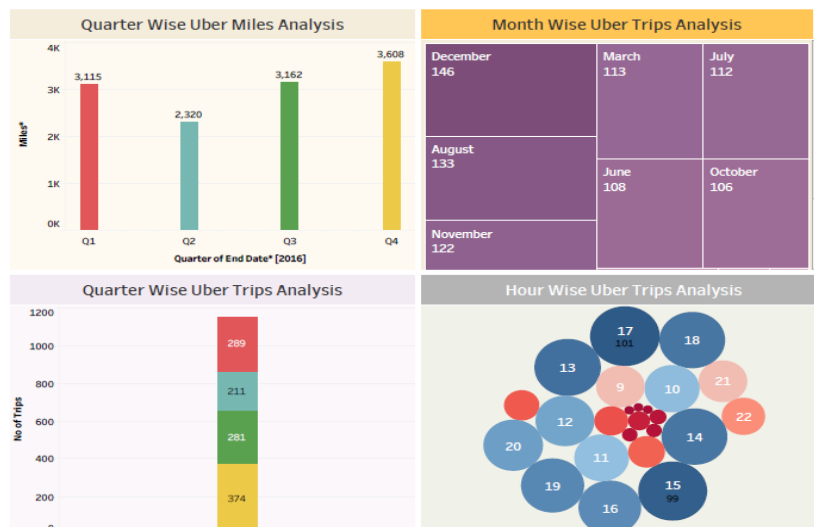 Quarter Wise Uber Miles Analysis
4K
3K
2K
1K
0K
Miles*
3,115
2,320
3,162
3,608
Q1
Q2
Q3
Q4
Quarter of End Date* [2016]
Month Wise Uber Trips Analysis
December
146
August
133
November
122
March
113
July
112
June
108
October
106
Quarter Wise Uber Trips Analysis
1200
1000
800
600
400
200
0
No of Trips
289
211
281
374
Hour Wise Uber Trips Analysis
17
101
18
13
9
10
21
22
12
14
20
11
19
15
99
16